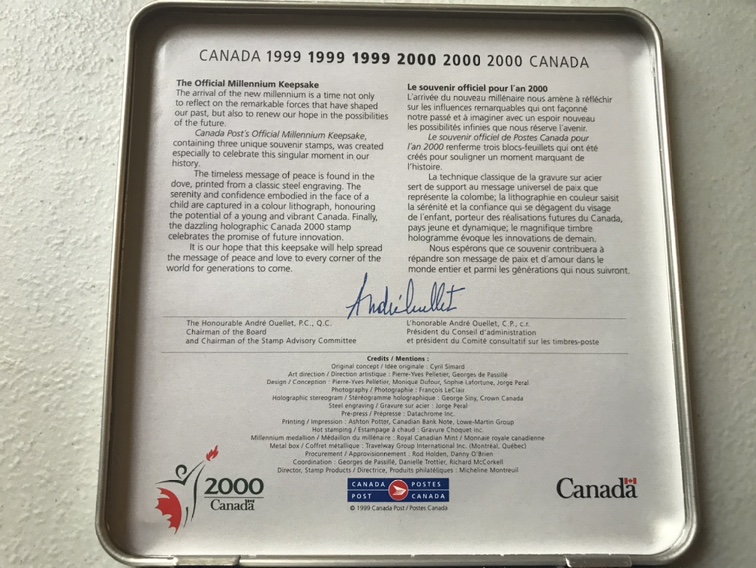 CANADA 1999 1999 1999 2000 2000 2000 CANADA
The Official Millennium Keepsake
The arrival of the new millennium is a time not only
to reflect on the remarkable forces that have shaped
our past, but also to renew our hope in the possibilities
of the future.
Canada Post's Official Millennium Keepsake,
containing three unique souvenir stamps, was created
especially to celebrate this singular moment in our
history.
The timeless message of peace is found in the
dove, printed from a classic steel engraving. The
serenity and confidence embodied in the face of a
child are captured in a colour lithograph, honouring
the potential of a young and vibrant Canada. Finally,
the dazzling holographic Canada 2000 stamp
celebrates the promise of future innovation.
It is our hope that this keepsake will help spread
the message of peace and love to every corner of the
world for generations to come.
Le souvenir officiel pour l'an 2000
L'arrivée du nouveau millénaire nous amène à réfléchir
sur les influences remarquables qui ont façonné
notre passé et à imaginer avec un espoir nouveau
les possibilités infinies que nous réserve l'avenir.
Le souvenir officiel de Postes Canada pour
l'an 2000 renferme trois blocs-feuillets qui ont été
créés pour souligner un moment marquant de
l'histoire.
La technique classique de la gravure sur acier
sert de support au message universel de paix que
représente la colombe; la lithographie en couleur saisit
la sérénité et la confiance qui se dégagent du visage
de l'enfant, porteur des réalisations futures du Canada,
pays jeune et dynamique; le magnifique timbre
hologramme évoque les innovations de demain.
Nous espérons que ce souvenir contribuera à
répandre son message de paix et d'amour dans le
monde entier et parmi les générations qui nous suivront.
André Ouellet
The Honourable André Ouellet, P.C., Q.C.
Chairman of the Board
and Chairman of the Stamp Advisory Committee
L'honorable André Ouellet, C.P., c.r.
Président du Conseil d'administration
et président du Comité consultatif sur les timbres-poste
Credits / Mentions :
Original concept / Idée originale : Cyril Simard
Art direction / Direction artistique : Pierre-Yves Pelletier, Georges de Passillé
Design / Conception : Pierre-Yves Pelletier, Monique Dufour, Sophie Lafortune, Jorge Peral
Photography / Photographie : François LeClair
Holographic stereogram / Stéréogramme holographique : George Siny, Crown Canada
Steel engraving / Gravure sur acier : Jorge Peral
Pre-press / Prépresse : Datachrome Inc.
Printing / Impression : Ashton Potter, Canadian Bank Note, Lowe-Martin Group
Hot stamping / Estampage à chaud : Gravure Choquet Inc.
Millennium medallion / Médaillon du millénaire : Royal Canadian Mint / Monnaie royale canadienne
Metal box / Coffret métallique : Travelway Group International Inc. (Montréal, Québec)
Procurement / Approvisionnement : Rod Holden, Danny O'Brien
Coordination : Georges de Passillé, Danielle Trottier, Richard McCorkell
Director, Stamp Products / Directrice, Produits philatéliques : Micheline Montreuil
2000
Canada
CANADA POSTES
POST CANADA
© 1999 Canada Post / Postes Canada
Canada